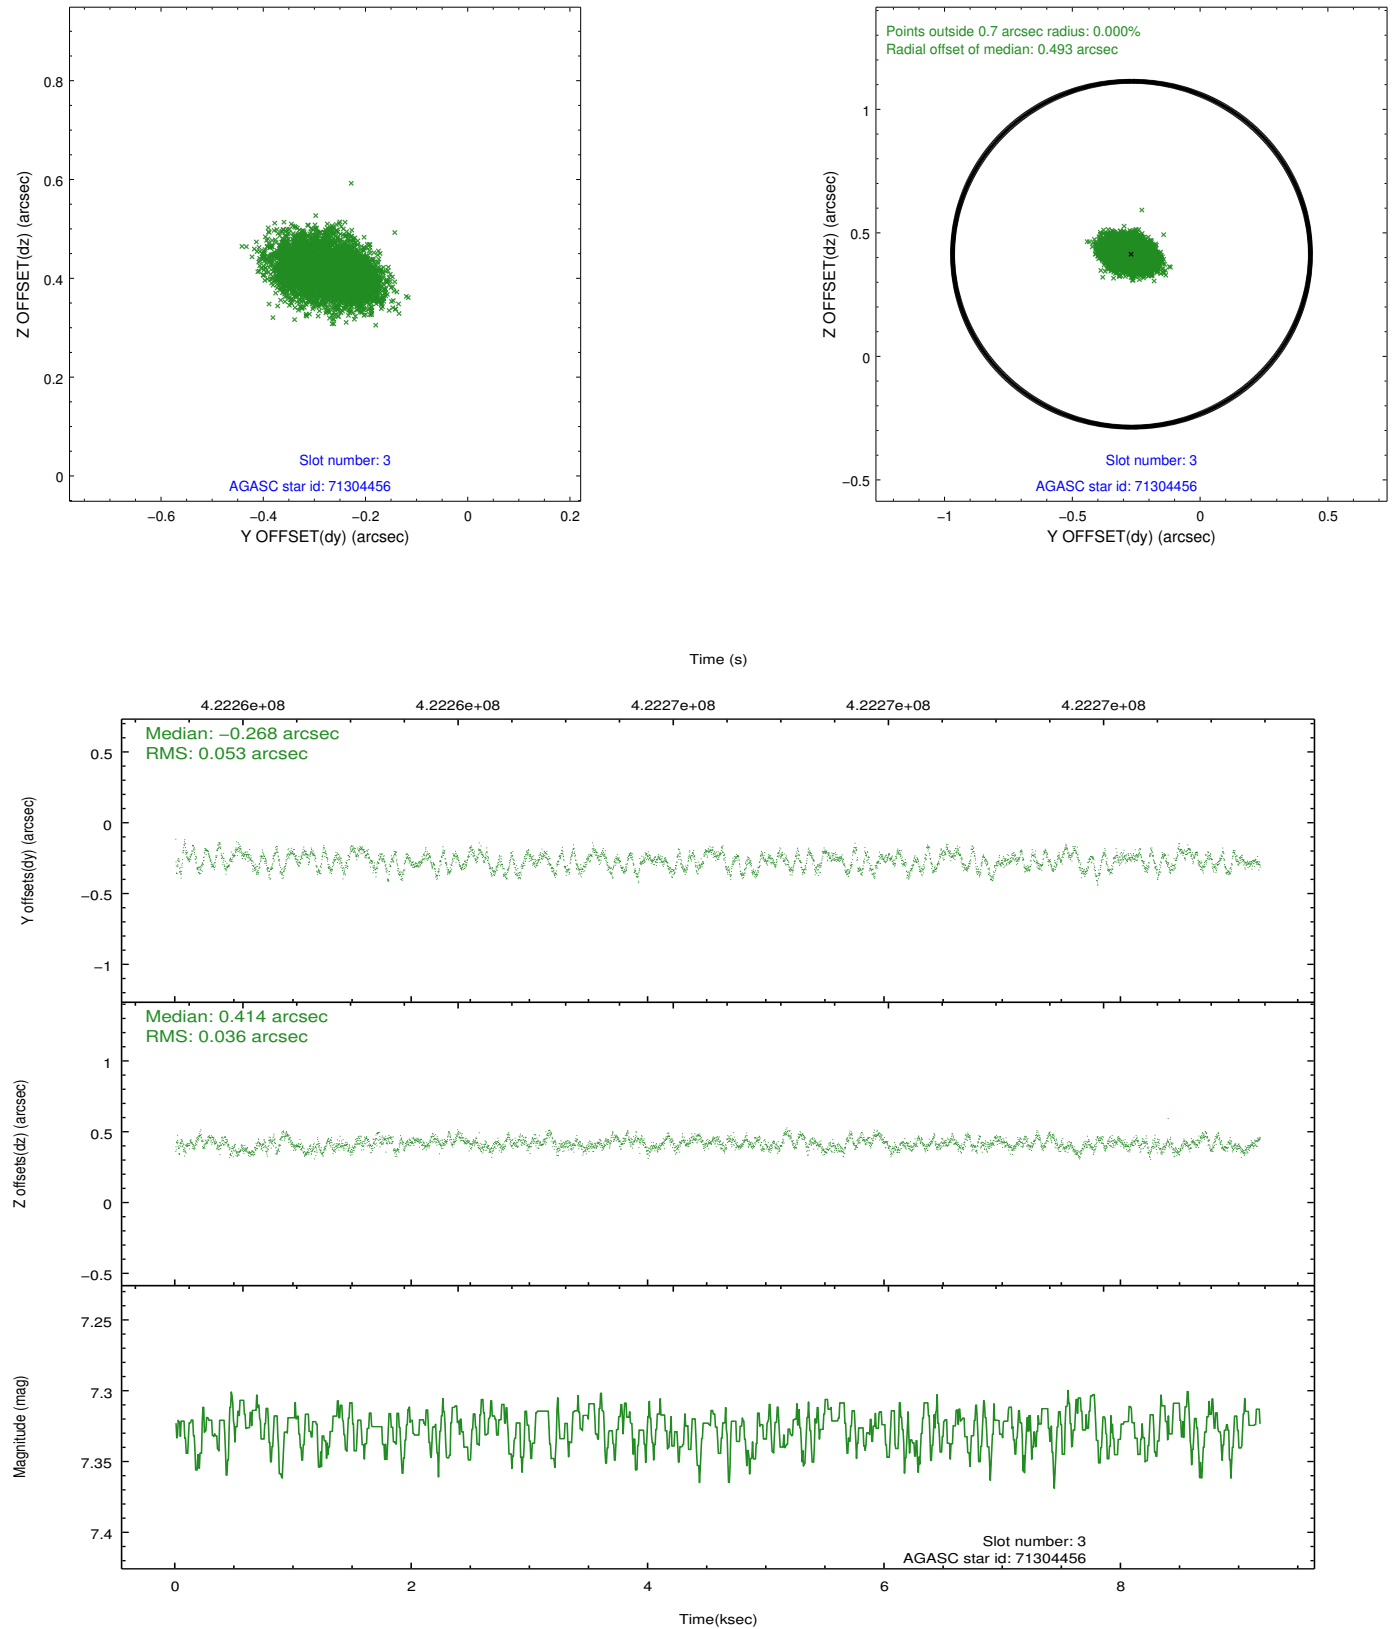 0.8
0.6
0.4
0.2
0
−0.6
−0.4
−0.2
0
0.2
Z OFFSET(dz) (arcsec)
Y OFFSET(dy) (arcsec)
Slot number: 3
AGASC star id: 71304456
Points outside 0.7 arcsec radius: 0.000%
Radial offset of median: 0.493 arcsec
1
0.5
0
−0.5
−1
−0.5
0
0.5
Z OFFSET(dz) (arcsec)
Y OFFSET(dy) (arcsec)
Slot number: 3
AGASC star id: 71304456
Time (s)
4.2226e+08
4.2226e+08
4.2227e+08
4.2227e+08
4.2227e+08
Median: −0.268 arcsec
RMS: 0.053 arcsec
0.5
0
−0.5
−1
Y offsets(dy) (arcsec)
Median: 0.414 arcsec
RMS: 0.036 arcsec
1
0.5
0
−0.5
Z offsets(dz) (arcsec)
7.25
7.3
7.35
7.4
Magnitude (mag)
Slot number: 3
AGASC star id: 71304456
0
2
4
6
8
Time(ksec)